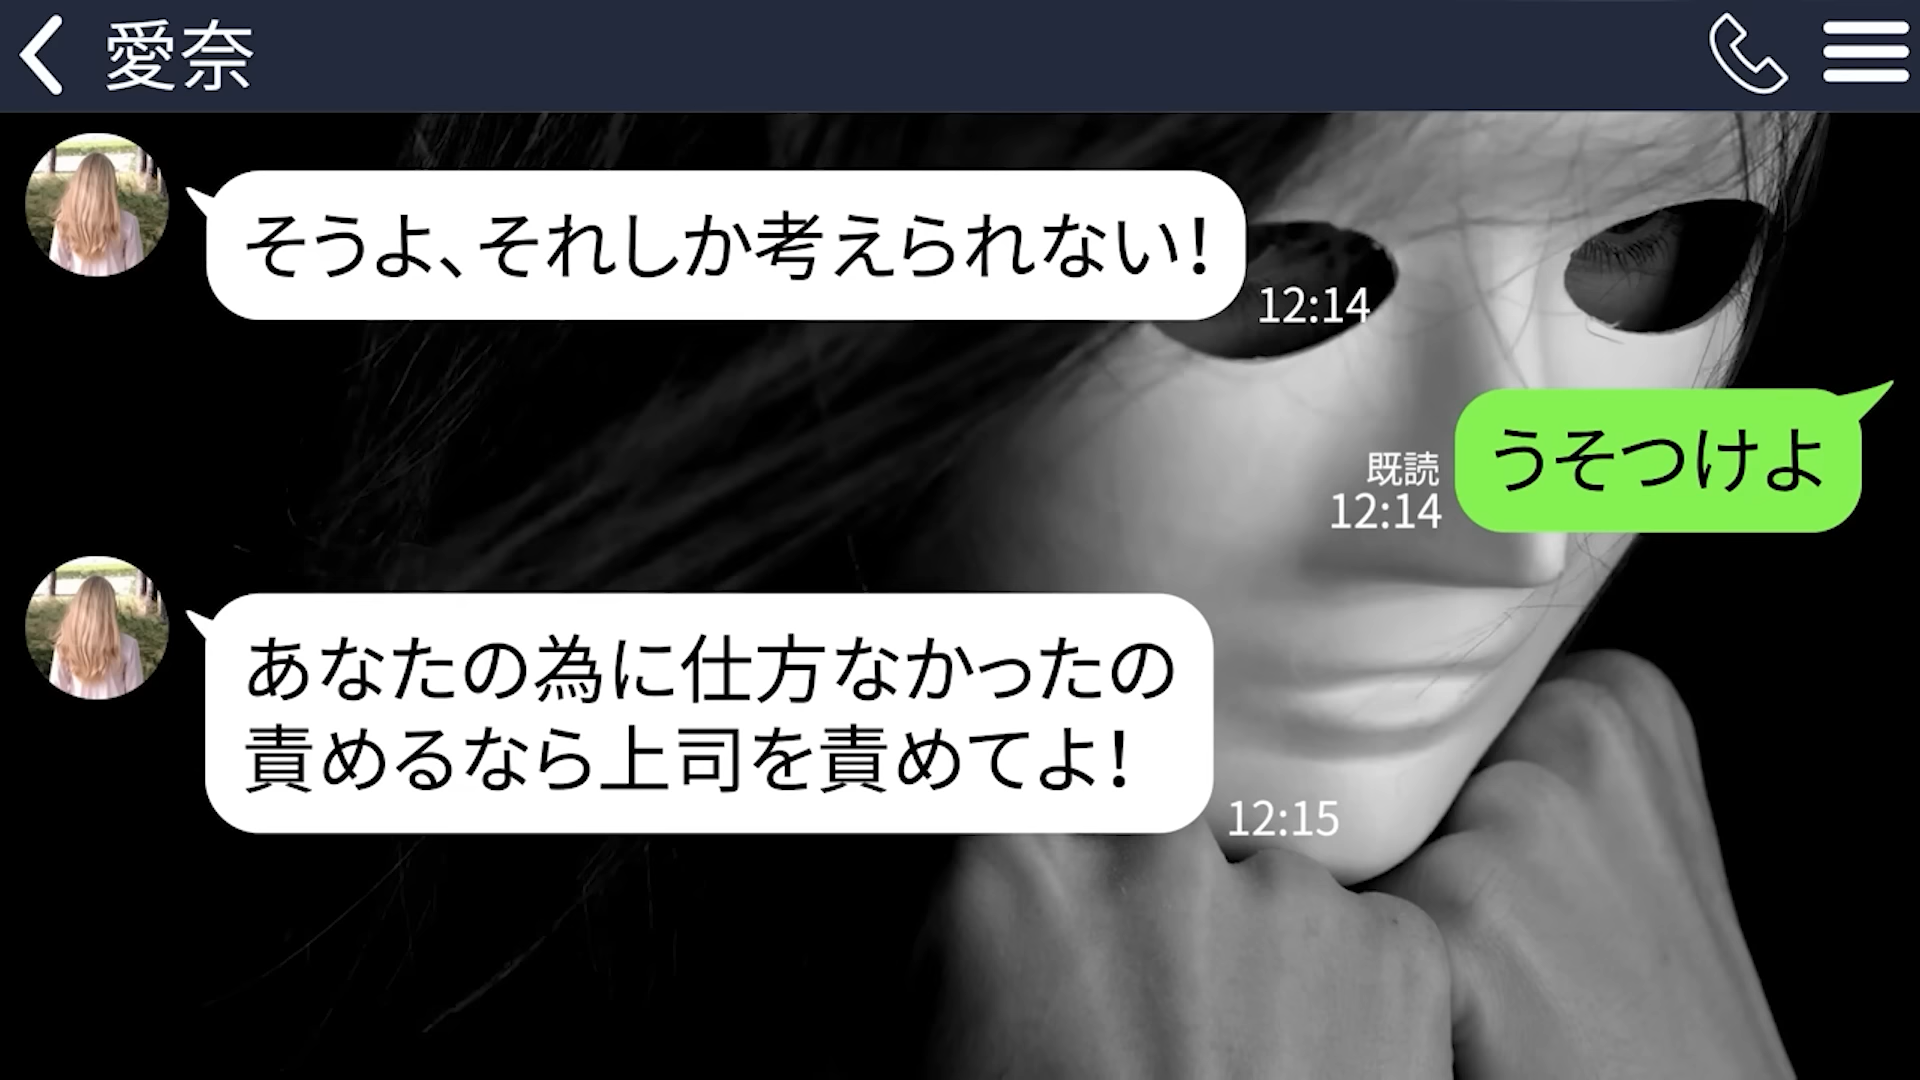 愛奈
そうよ、それしか考えられない！
12:14
うそつけよ
既読
12:14
あなたの為に仕方なかったの
責めるなら上司を責めてよ！
12:15